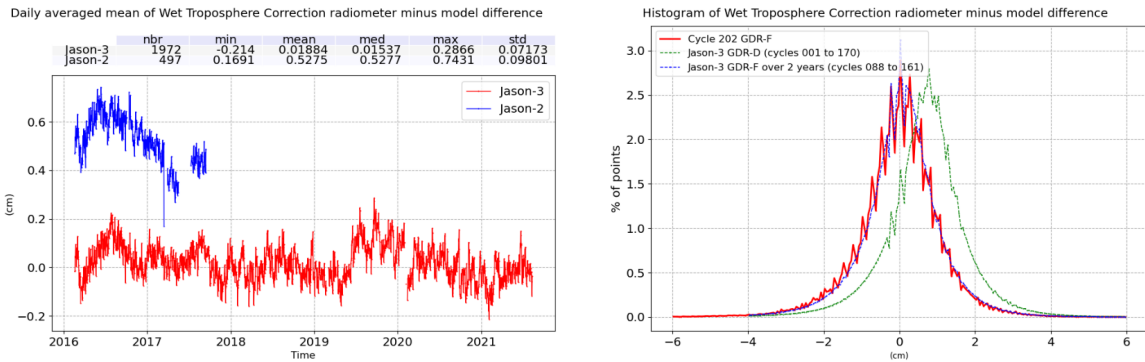 Daily averaged mean of Wet Troposphere Correction radiometer minus model difference
nbr min mean med max std
Jason-3 1972 -0.214 0.01884 0.01537 0.2866 0.07173
Jason-2 497 0.1691 0.5275 0.5277 0.7431 0.09801
Jason-3
Jason-2
0.6
0.4
0.2
0.0
−0.2
(cm)
2016 2017 2018 2019 2020 2021
Time
Histogram of Wet Troposphere Correction radiometer minus model difference
Cycle 202 GDR-F
Jason-3 GDR-D (cycles 001 to 170)
Jason-3 GDR-F over 2 years (cycles 088 to 161)
3.0
2.5
2.0
1.5
1.0
0.5
0.0
% of points
−6 −4 −2 0 2 4 6
(cm)